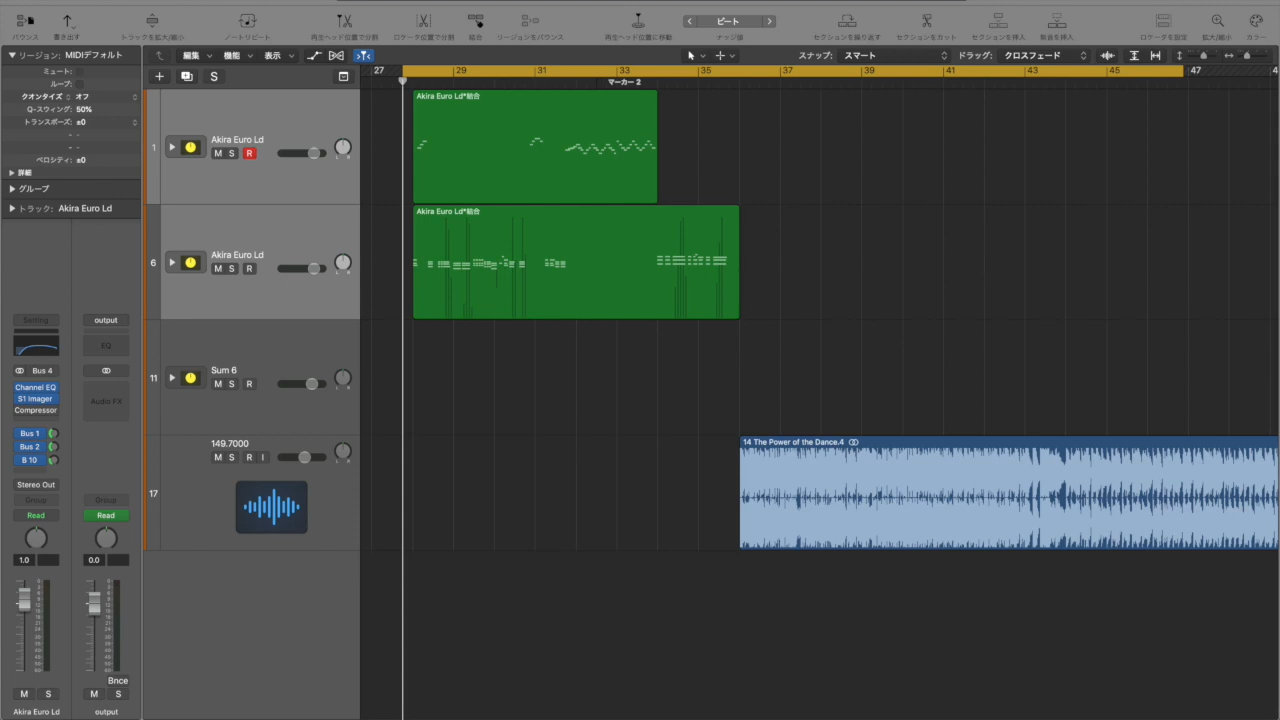 バウンス 書き出す トラックを拡大/縮小 ノートリピート 再生ヘッド位置で分割 ロケータ位置で分割 結合 リージョンをバウンス 再生ヘッド位置に移動 ビート セクションを繰り返す セクションをカット セクションを挿入 無音を挿入 ロケータを設定 拡大/縮小 カラー
ナッジ値
リージョン: MIDIデフォルト 編集 機能 表示 スナップ: スマート ドラッグ: クロスフェード
ミュート:
ループ:
クオンタイズ オフ
Q-スウィング: 50%
トランスポーズ: ±0
- -
- -
ベロシティ: ±0
詳細
グループ
トラック: Akira Euro Ld
S
27 29 31 33 35 37 39 41 43 45 47 4
マーカー 2
1
Akira Euro Ld
M S R
L R
Akira Euro Ld*結合
6
Akira Euro Ld
M S R
L R
Akira Euro Ld*結合
11
Sum 6
M S R
L R
17
149.7000
M S R I
L R
14 The Power of the Dance.4
Setting output
EQ
Bus 4
Channel EQ
S1 Imager
Compressor
Audio FX
Bus 1
Bus 2
B 10
Stereo Out
Group Group
Read Read
1.0 0.0
Bnce
M S M S
Akira Euro Ld output